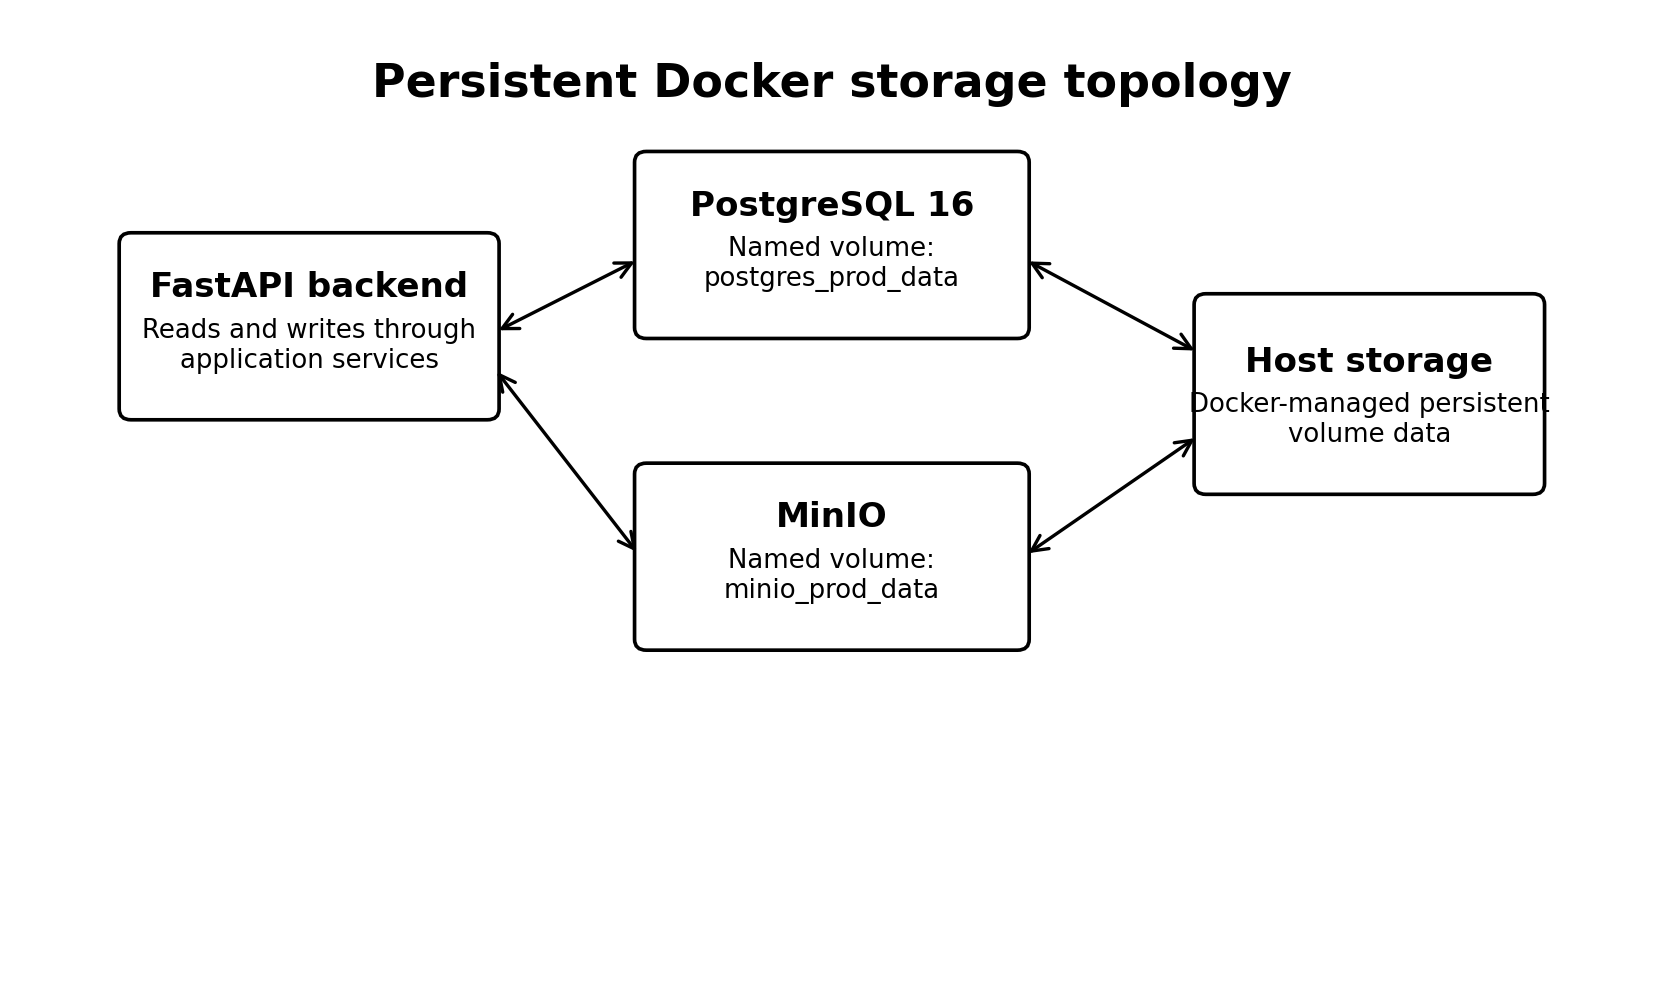 Persistent Docker storage topology
FastAPI backend
Reads and writes through
application services
PostgreSQL 16
Named volume:
postgres_prod_data
MinIO
Named volume:
minio_prod_data
Host storage
Docker-managed persistent
volume data